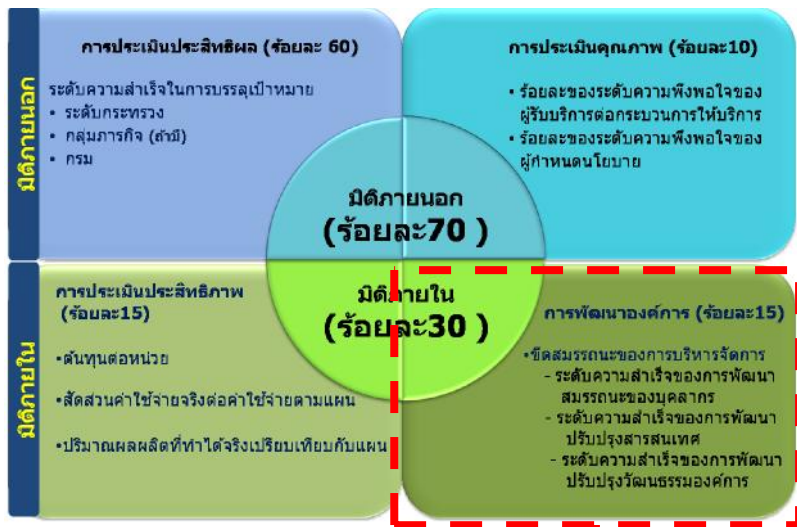 มิติภายนอก
การประเมินประสิทธิผล (ร้อยละ 60)
ระดับความสำเร็จในการบรรลุเป้าหมาย
• ระดับกระทรวง
• กลุ่มภารกิจ (ถ้ามี)
• กรม
การประเมินคุณภาพ (ร้อยละ10)
• ร้อยละของระดับความพึงพอใจของ
ผู้รับบริการต่อกระบวนการให้บริการ
• ร้อยละของระดับความพึงพอใจของ
ผู้กำหนดนโยบาย
มิติภายนอก
(ร้อยละ70 )
มิติภายใน
(ร้อยละ30 )
มิติภายใน
การประเมินประสิทธิภาพ
(ร้อยละ15)
•ต้นทุนต่อหน่วย
•สัดส่วนค่าใช้จ่ายจริงต่อค่าใช้จ่ายตามแผน
•ปริมาณผลผลิตที่ทำได้จริงเปรียบเทียบกับแผน
การพัฒนาองค์การ (ร้อยละ15)
•ขีดสมรรถนะของการบริหารจัดการ
- ระดับความสำเร็จของการพัฒนา
สมรรถนะของบุคลากร
- ระดับความสำเร็จของการพัฒนา
ปรับปรุงสารสนเทศ
- ระดับความสำเร็จของการพัฒนา
ปรับปรุงวัฒนธรรมองค์การ